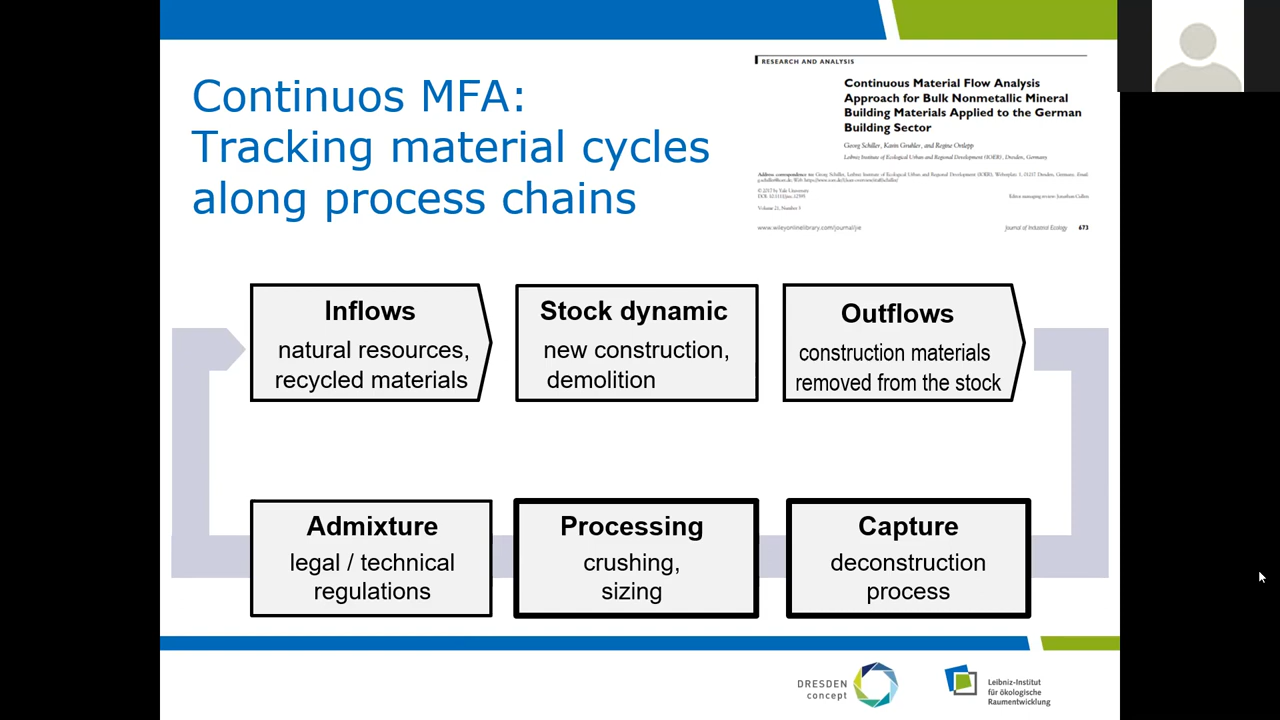 Continuos MFA:
Tracking material cycles
along process chains
RESEARCH AND ANALYSIS
Continuous Material Flow Analysis
Approach for Bulk Nonmetallic Mineral
Building Materials Applied to the German
Building Sector
Georg Schiller, Karin Gruhler, and Regine Ortlepp
Leibniz Institute of Ecological Urban and Regional Development (IOER), Dresden, Germany
Volume 21, Number 3
www.wileyonlinelibrary.com/journal/jie
Journal of Industrial Ecology 673
Inflows
natural resources,
recycled materials
Stock dynamic
new construction,
demolition
Outflows
construction materials
removed from the stock
Admixture
legal / technical
regulations
Processing
crushing,
sizing
Capture
deconstruction
process
DRESDEN
concept
Leibniz-Institut
für ökologische
Raumentwicklung